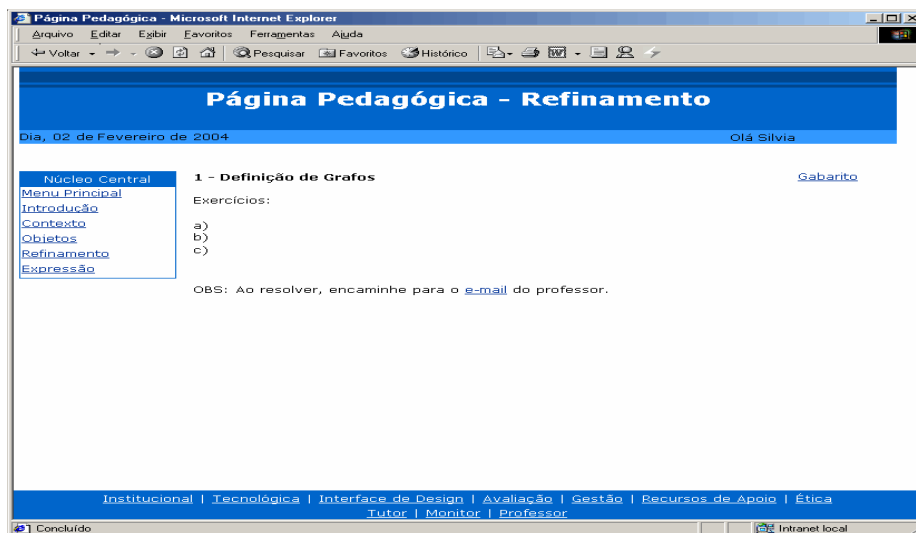 Página Pedagógica - Microsoft Internet Explorer
Arquivo Editar Exibir Favoritos Ferramentas Ajuda
Voltar Pesquisar Favoritos Histórico
Página Pedagógica - Refinamento
Dia, 02 de Fevereiro de 2004 Olá Silvia
Núcleo Central
Menu Principal
Introdução
Contexto
Objetos
Refinamento
Expressão
1 - Definição de Grafos Gabarito
Exercícios:
a)
b)
c)
OBS: Ao resolver, encaminhe para o e-mail do professor.
Institucional | Tecnológica | Interface de Design | Avaliação | Gestão | Recursos de Apoio | Ética
Tutor | Monitor | Professor
Concluído Intranet local